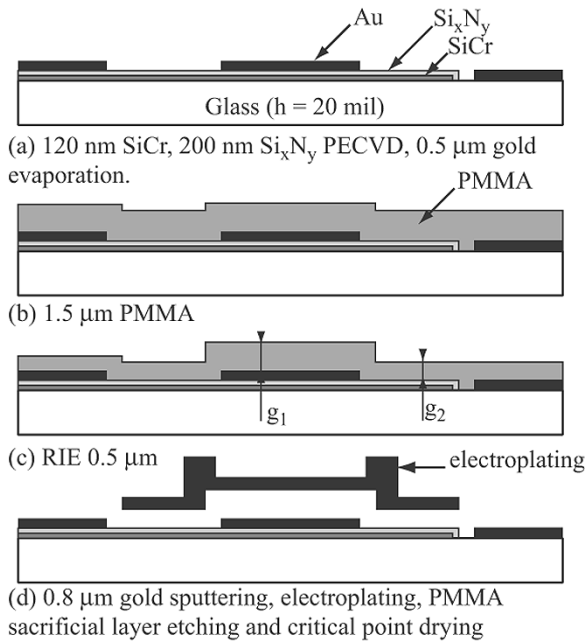 Au
SiₓNᵧ
SiCr
Glass (h = 20 mil)
(a) 120 nm SiCr, 200 nm SiₓNᵧ PECVD, 0.5 μm gold
evaporation.
PMMA
(b) 1.5 μm PMMA
g₁
g₂
(c) RIE 0.5 μm
electroplating
(d) 0.8 μm gold sputtering, electroplating, PMMA
sacrificial layer etching and critical point drying